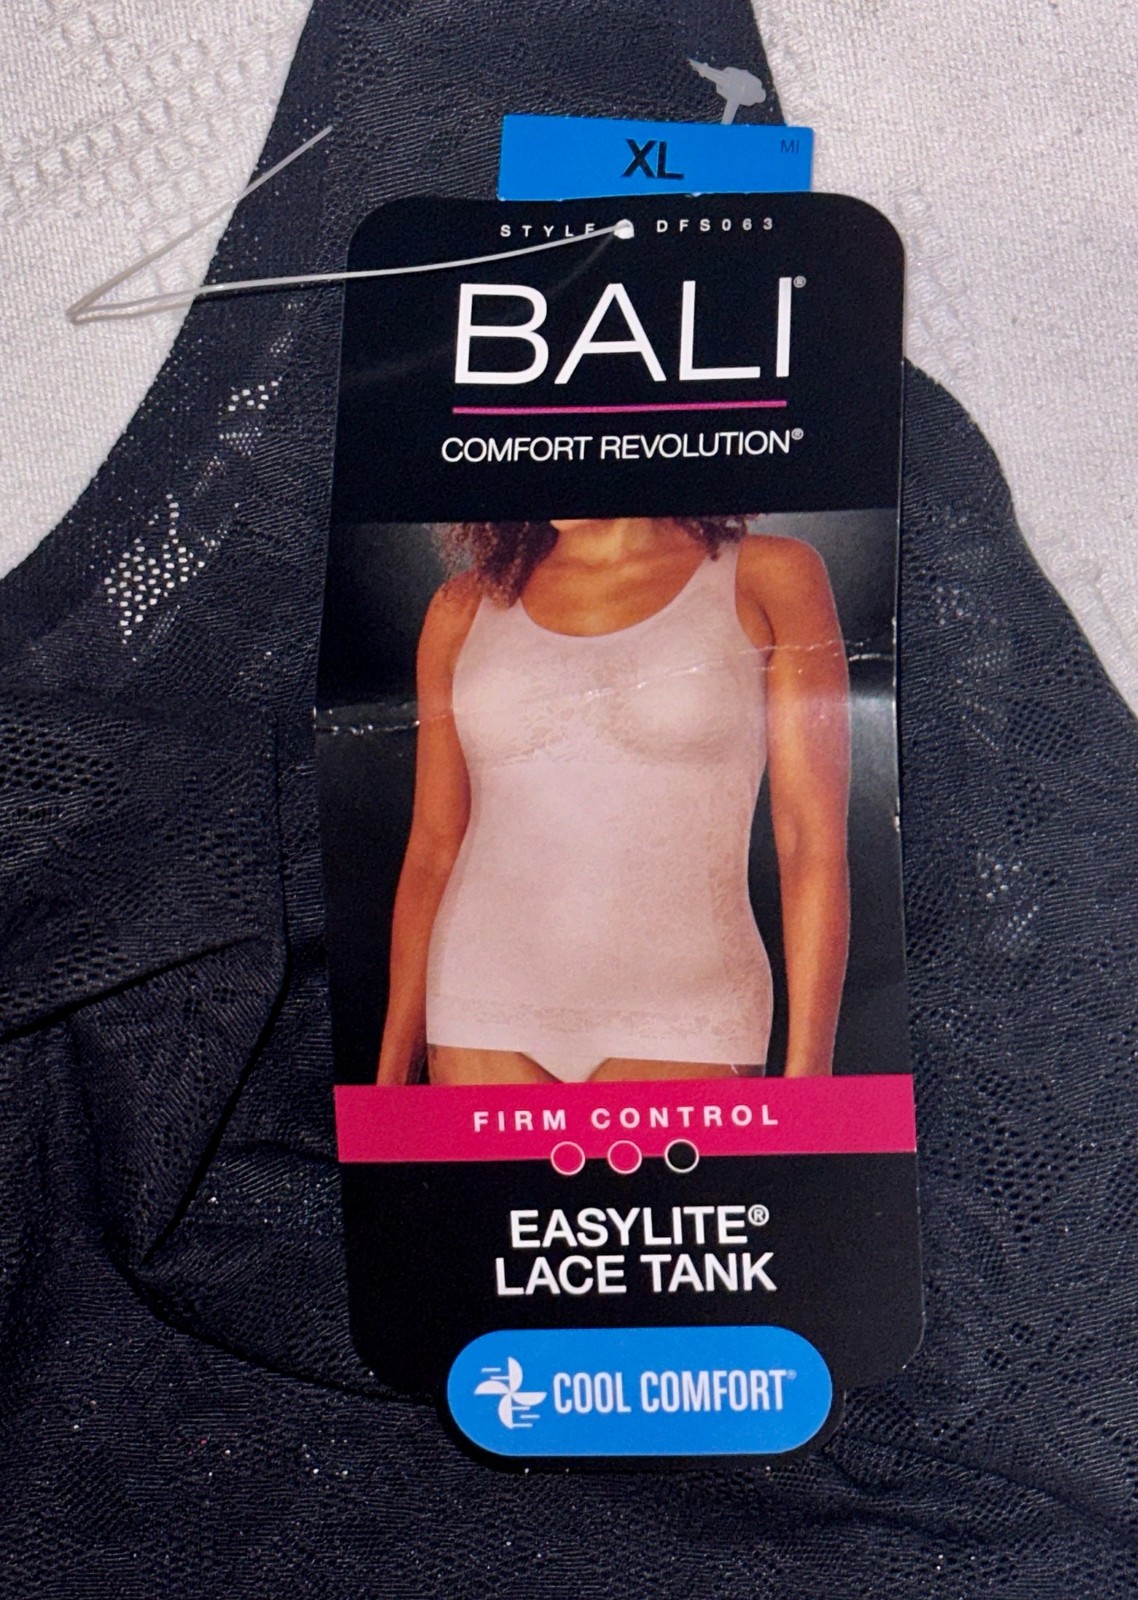 XL
MI
STYLE DFS063
BALI®
COMFORT REVOLUTION®
FIRM CONTROL
EASYLITE®
LACE TANK
COOL COMFORT®